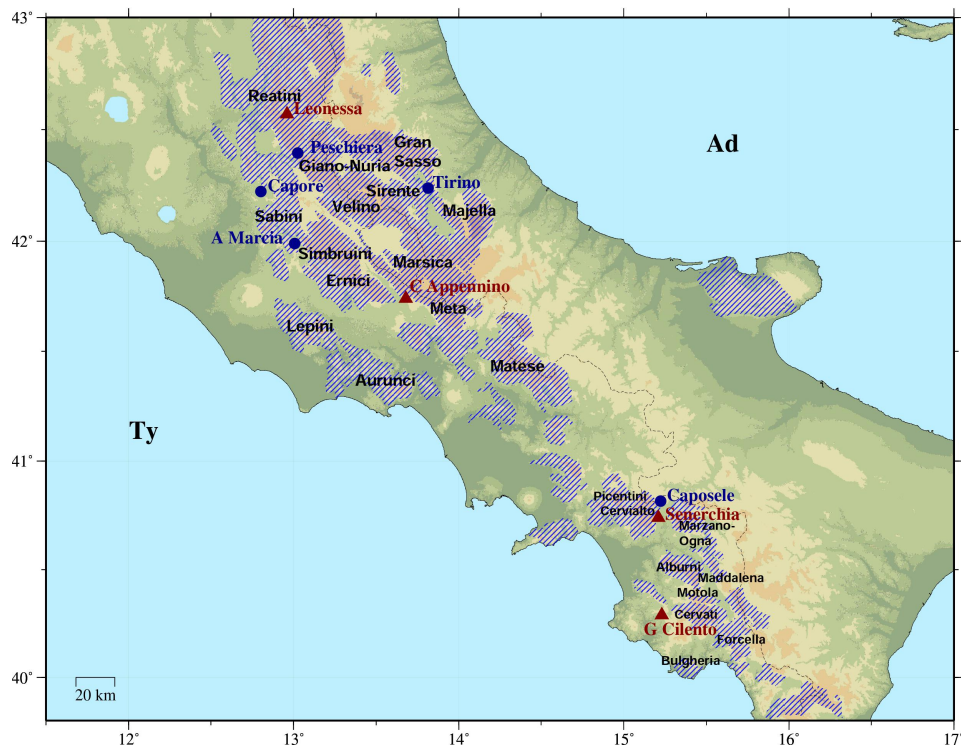 43°
Reatini
Leonessa
Peschiera
Gran
Giano-Nuria
Sasso
Capore
Sirente
Tirino
Velino
Sabini
Majella
Ad
A Marcia
42°
Simbruini
Marsica
Ernici
C Appennino
Meta
Lepini
Matese
Aurunci
Ty
41°
Picentini
Caposele
Cervialto
Senerchia
Marzano-
Ogna
Alburni
Maddalena
Motola
Cervati
G Cilento
Forcella
Bulgheria
40°
20 km
12°
13°
14°
15°
16°
17°